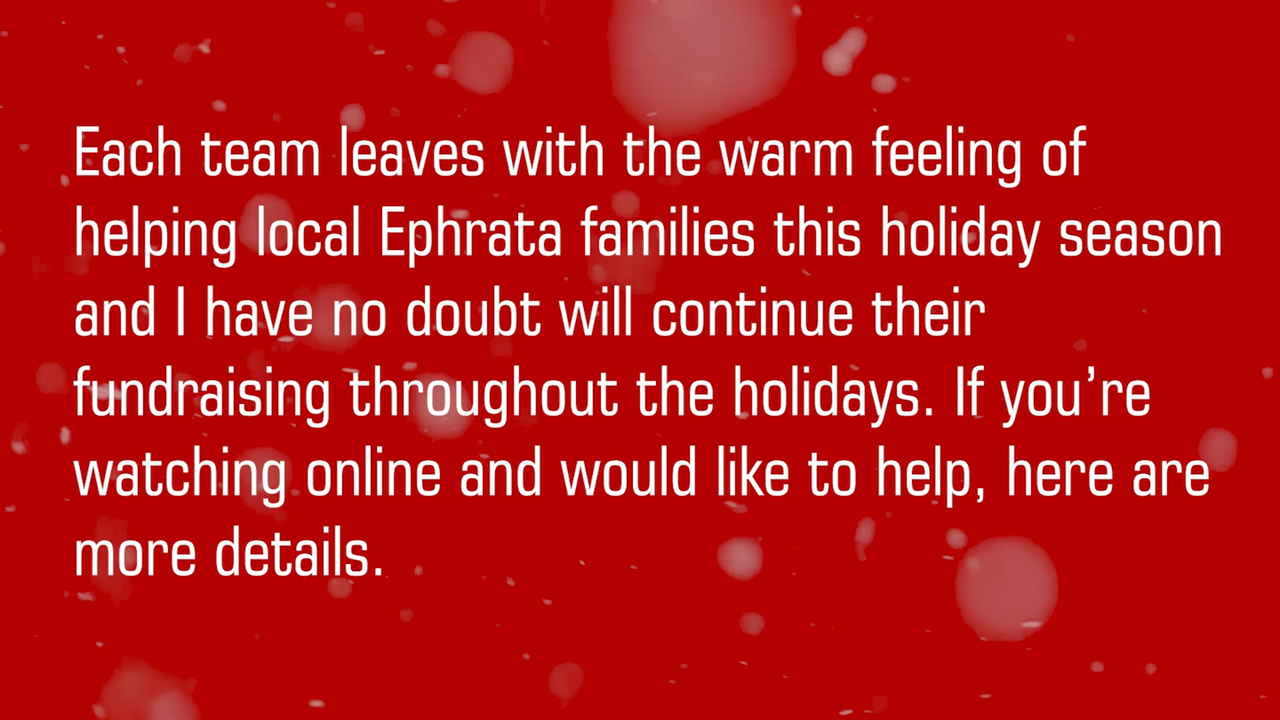 Each team leaves with the warm feeling of
helping local Ephrata families this holiday season
and I have no doubt will continue their
fundraising throughout the holidays. If you’re
watching online and would like to help, here are
more details.